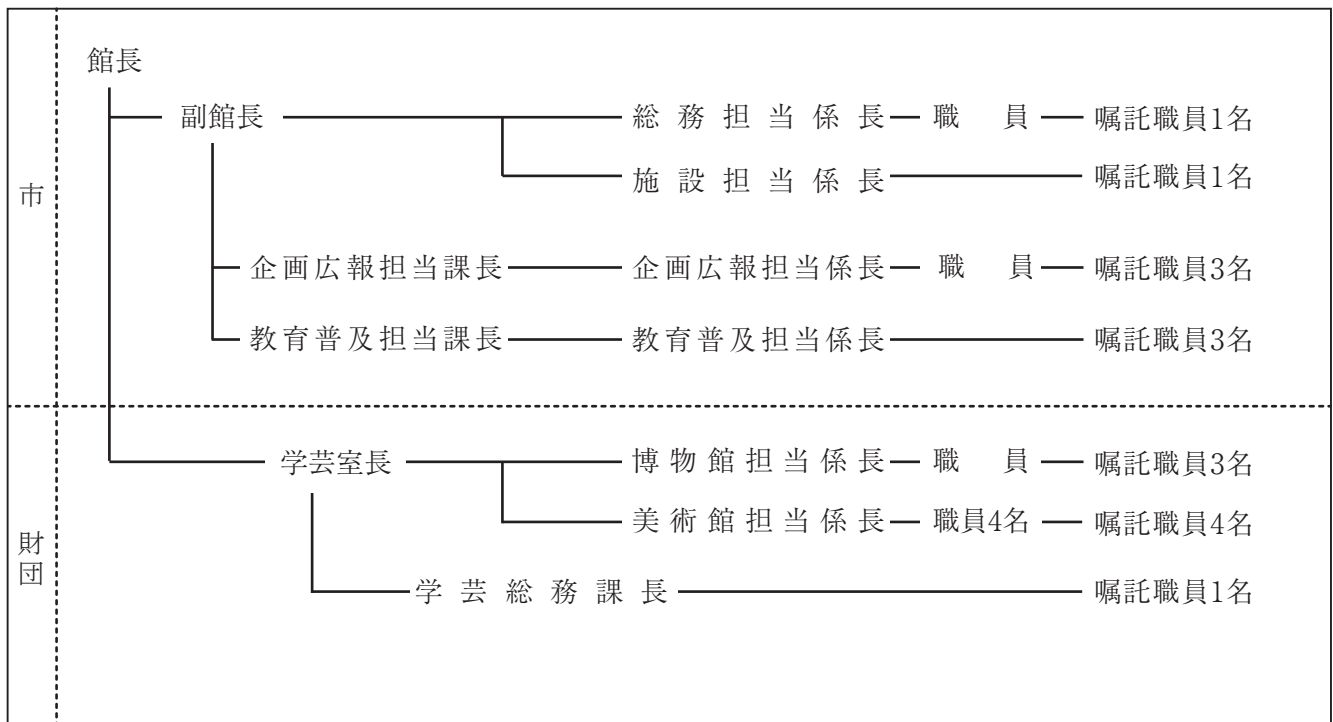 館長
副館長 総務担当係長 職員 嘱託職員1名
施設担当係長 嘱託職員1名
市
企画広報担当課長 企画広報担当係長 職員 嘱託職員3名
教育普及担当課長 教育普及担当係長 嘱託職員3名
学芸室長 博物館担当係長 職員 嘱託職員3名
美術館担当係長 職員4名 嘱託職員4名
財団
学芸総務課長 嘱託職員1名